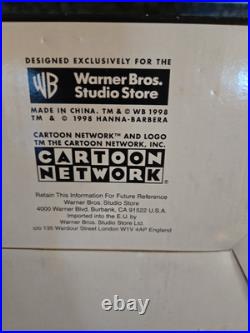 DESIGNED EXCLUSIVELY FOR THE
WB Warner Bros.
Studio Store
MADE IN CHINA. TM & © WB 1998
TM & © 1998 HANNA-BARBERA
CARTOON NETWORK™ AND LOGO
TM THE CARTOON NETWORK, INC.
CARTOON
NETWORK
Retain This Information For Future Reference
Warner Bros. Studio Store
4000 Warner Blvd., Burbank, CA 91522 U.S.A.
Imported into the E.U. by
Warner Bros. Studio Store Ltd.
c/o 135 Wardour Street London W1V 4AP England